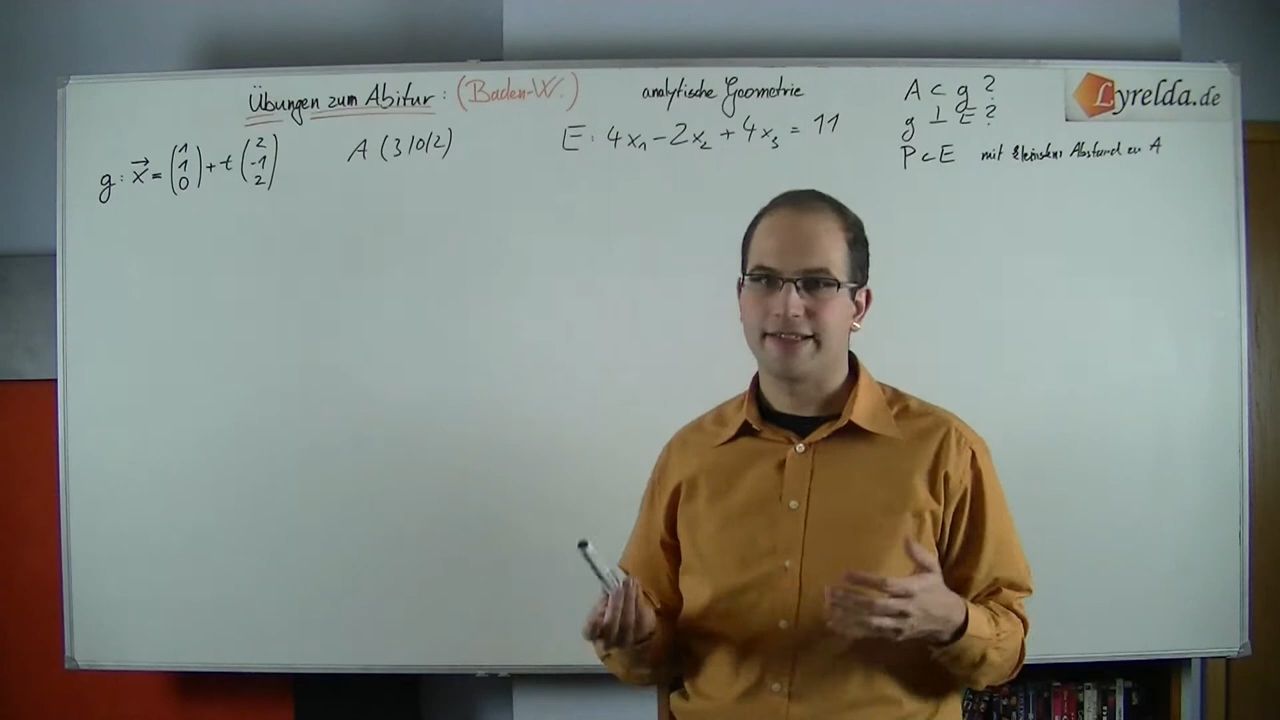 Übungen zum Abitur: (Baden-W.) analytische Geometrie
g: x⃗ = (1 1 0) + t (2 -1 2)
A (3/0/2)
E: 4x₁ - 2x₂ + 4x₃ = 11
A ⊂ g ?
g ⊥ E ?
P ⊂ E mit kleinstem Abstand zu A
Lyrelda.de